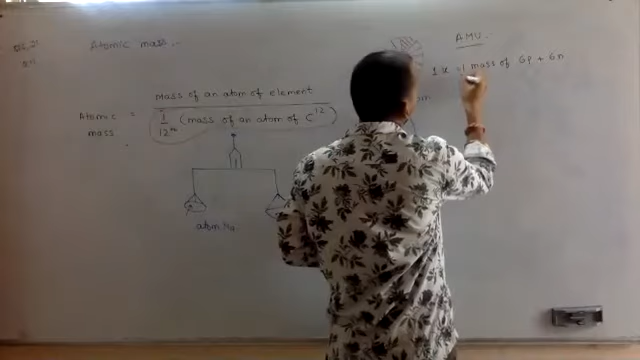 Atomic mass :-
AMU :-
1 u = 1 mass of 6p + 6n
Atomic mass = mass of an atom of element
1/12th (mass of an atom of C12)
atom Na